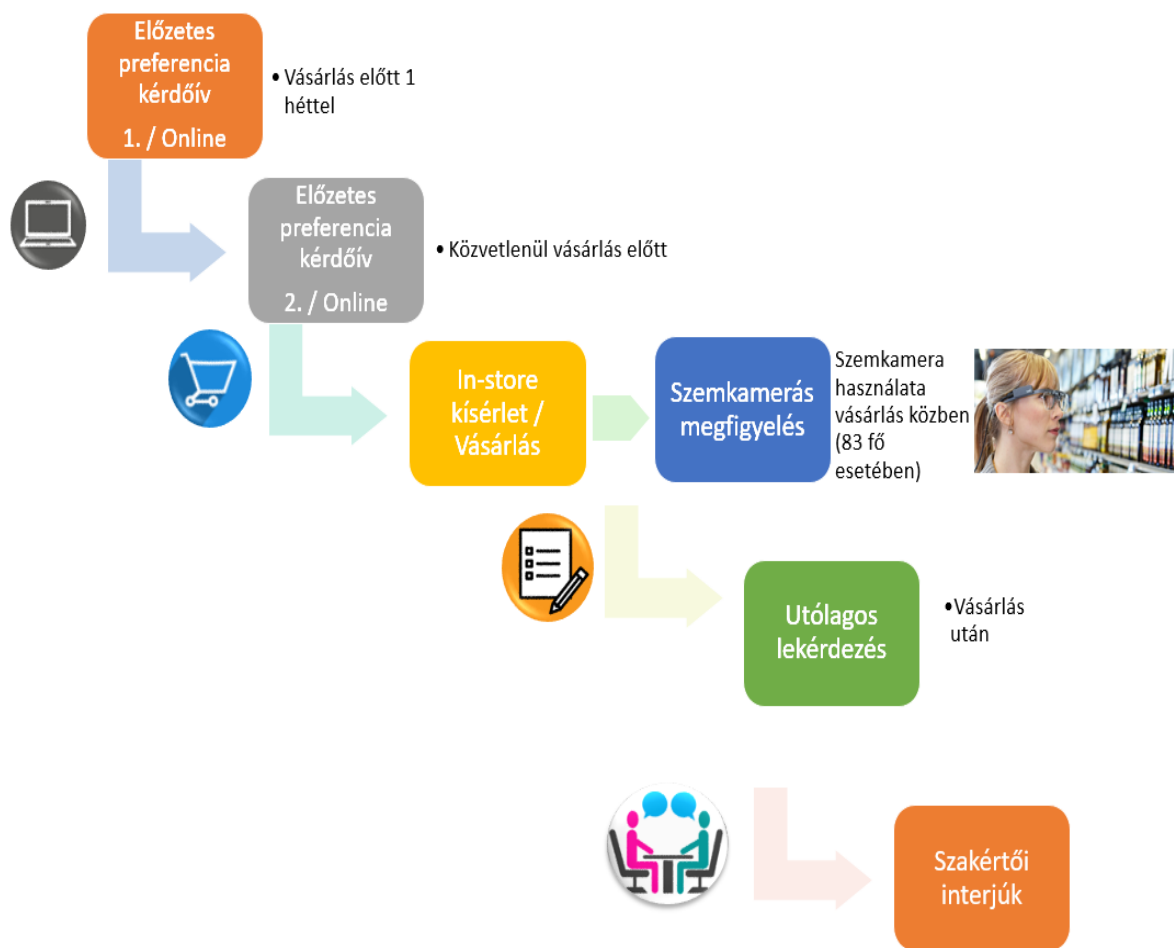 Előzetes
preferencia
kérdőív
1. / Online
• Vásárlás előtt 1
héttel
Előzetes
preferencia
kérdőív
2. / Online
• Közvetlenül vásárlás előtt
In-store
kísérlet /
Vásárlás
Szemkamerás
megfigyelés
Szemkamera
használata
vásárlás közben
(83 fő
esetében)
Utólagos
lekérdezés
•Vásárlás
után
Szakértői
interjúk